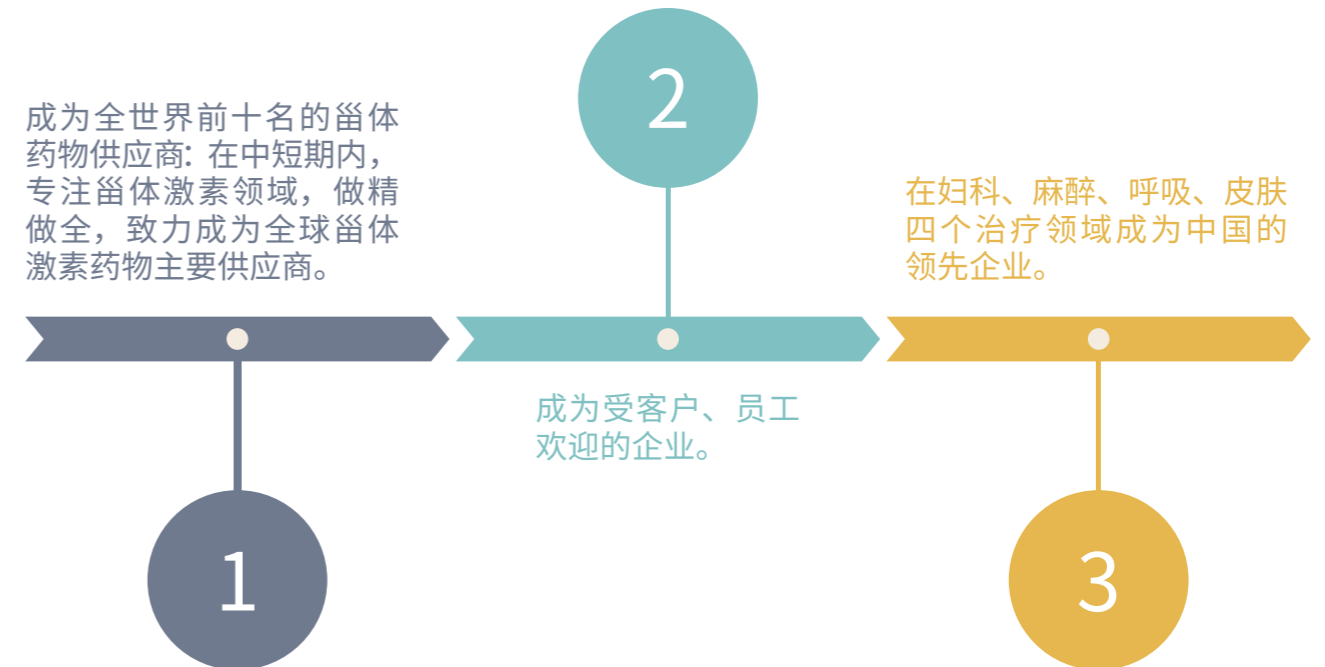 成为全世界前十名的甾体
药物供应商：在中短期内，
专注甾体激素领域，做精
做全，致力成为全球甾体
激素药物主要供应商。
1
2
成为受客户、员工
欢迎的企业。
在妇科、麻醉、呼吸、皮肤
四个治疗领域成为中国的
领先企业。
3